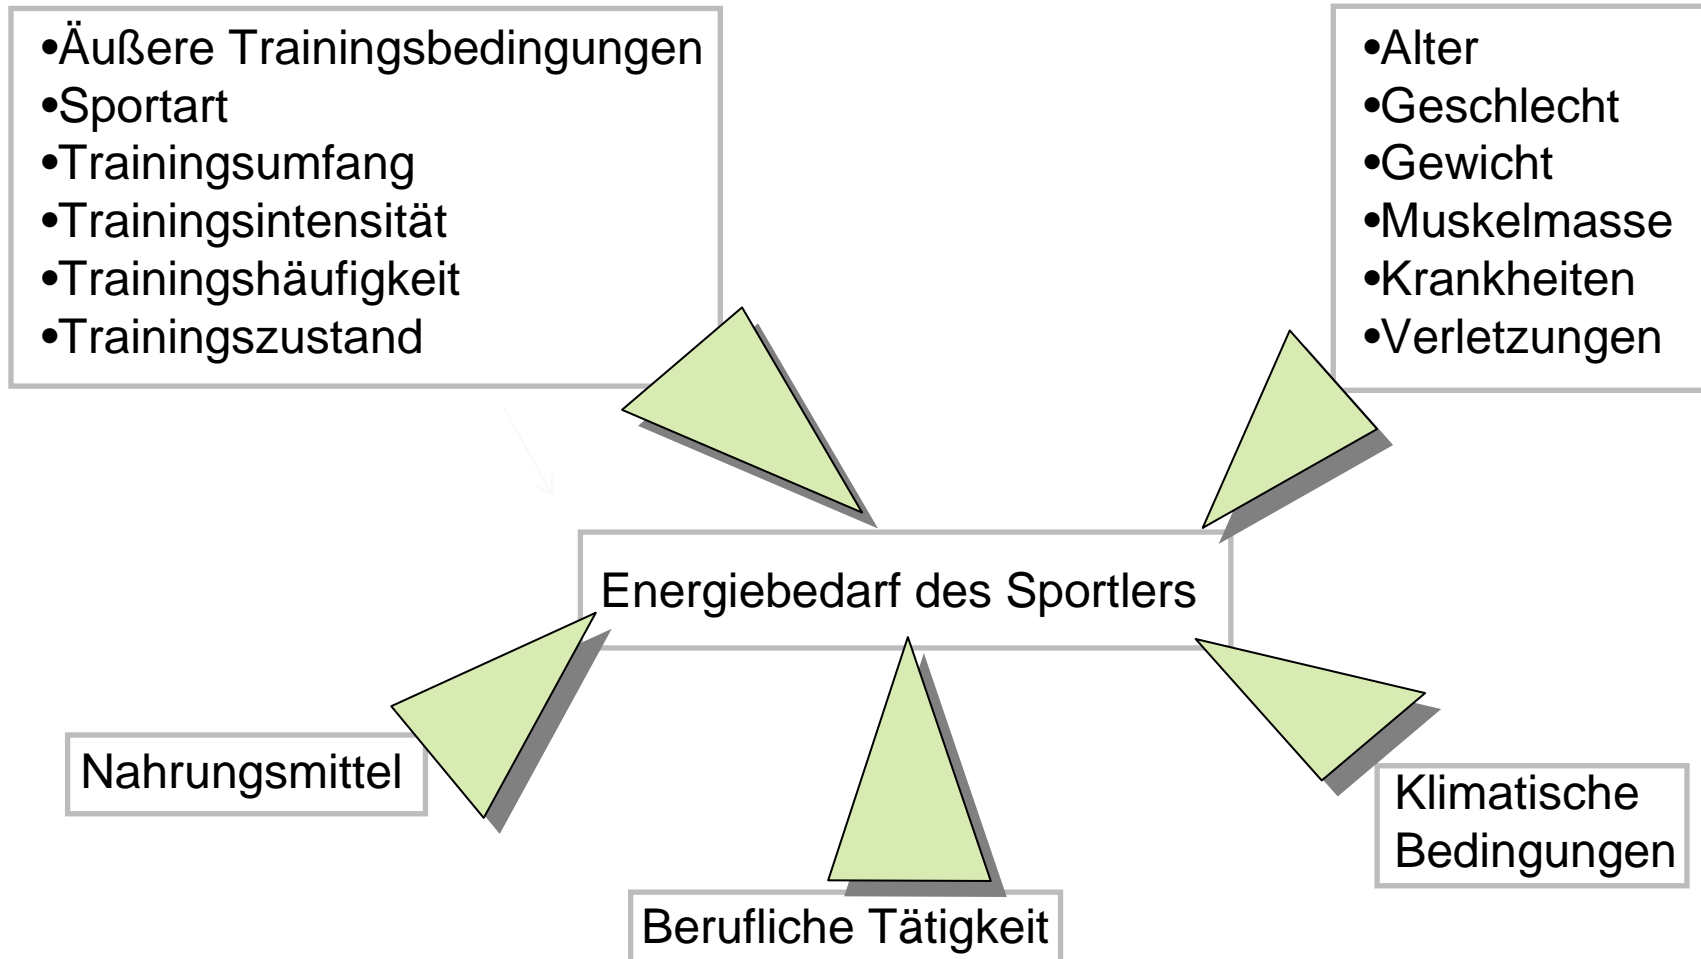 •Äußere Trainingsbedingungen
•Sportart
•Trainingsumfang
•Trainingsintensität
•Trainingshäufigkeit
•Trainingszustand
•Alter
•Geschlecht
•Gewicht
•Muskelmasse
•Krankheiten
•Verletzungen
Energiebedarf des Sportlers
Nahrungsmittel
Berufliche Tätigkeit
Klimatische
Bedingungen